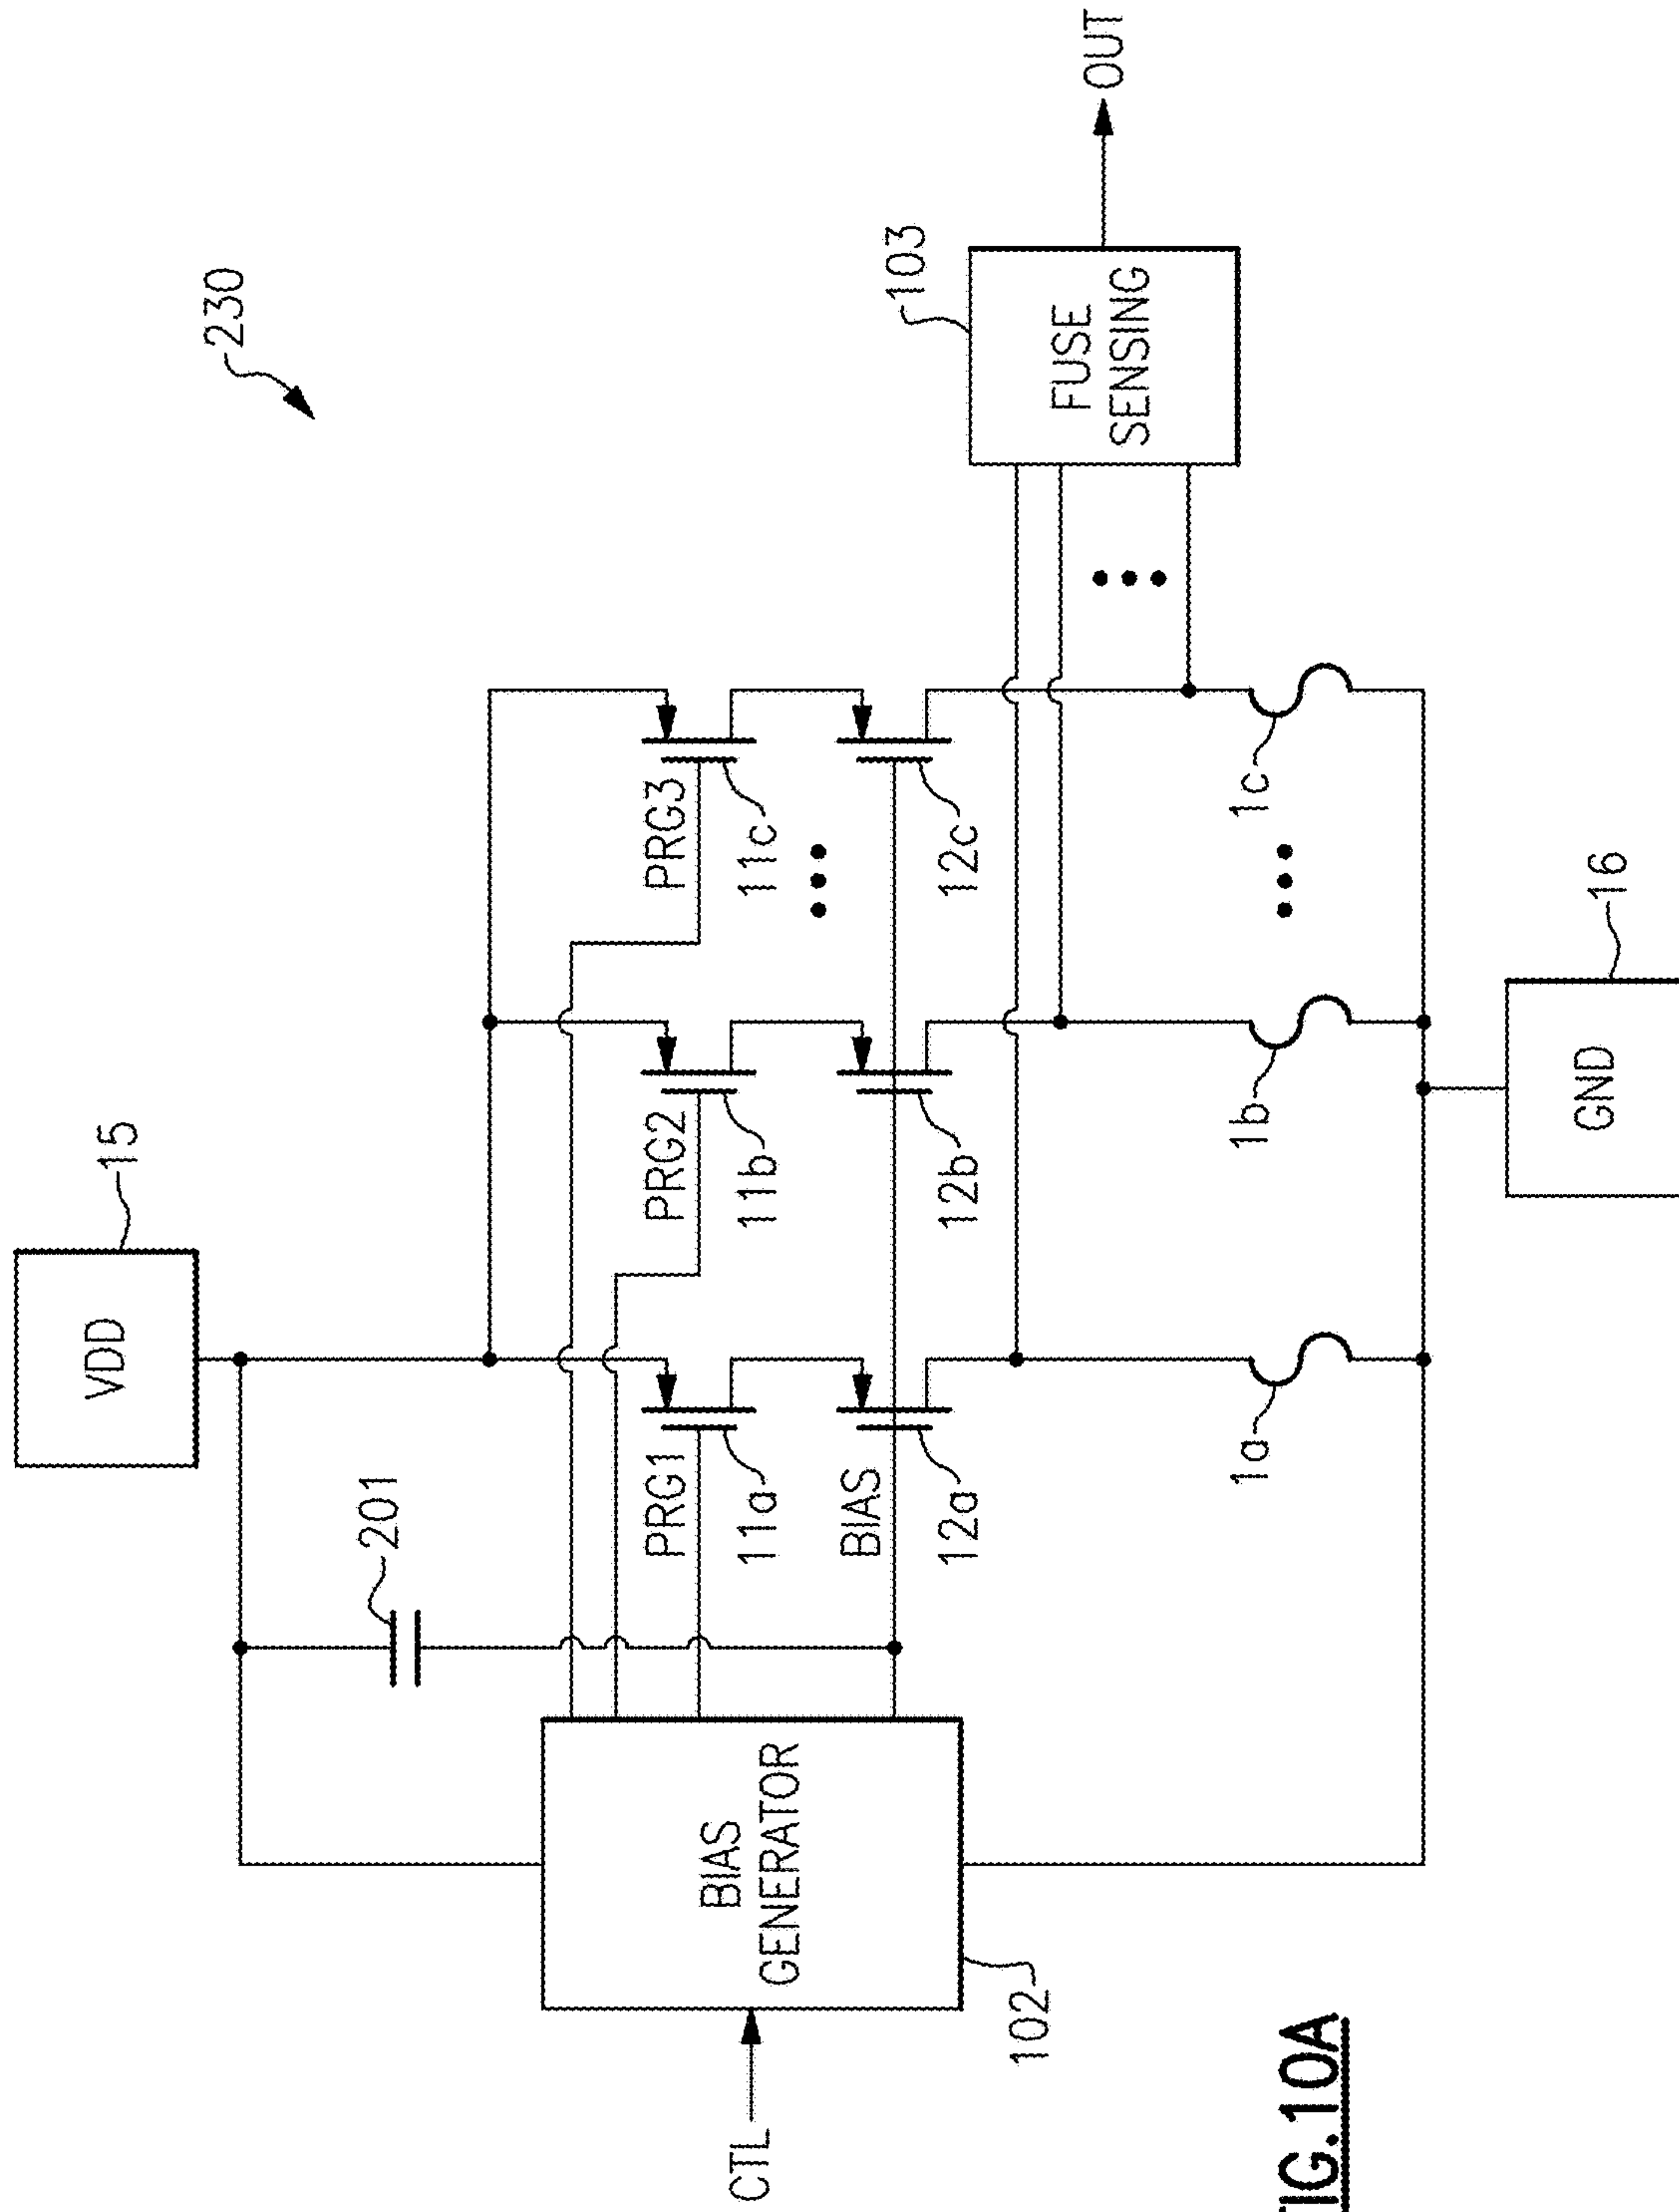 230
VDD
15
201
PRG1
PRG2
PRG3
11a
11b
11c
BIAS
12a
12b
12c
CTL
BIAS
GENERATOR
102
FUSE
SENSING
103
OUT
1a
1b
1c
GND
16
FIG.10A